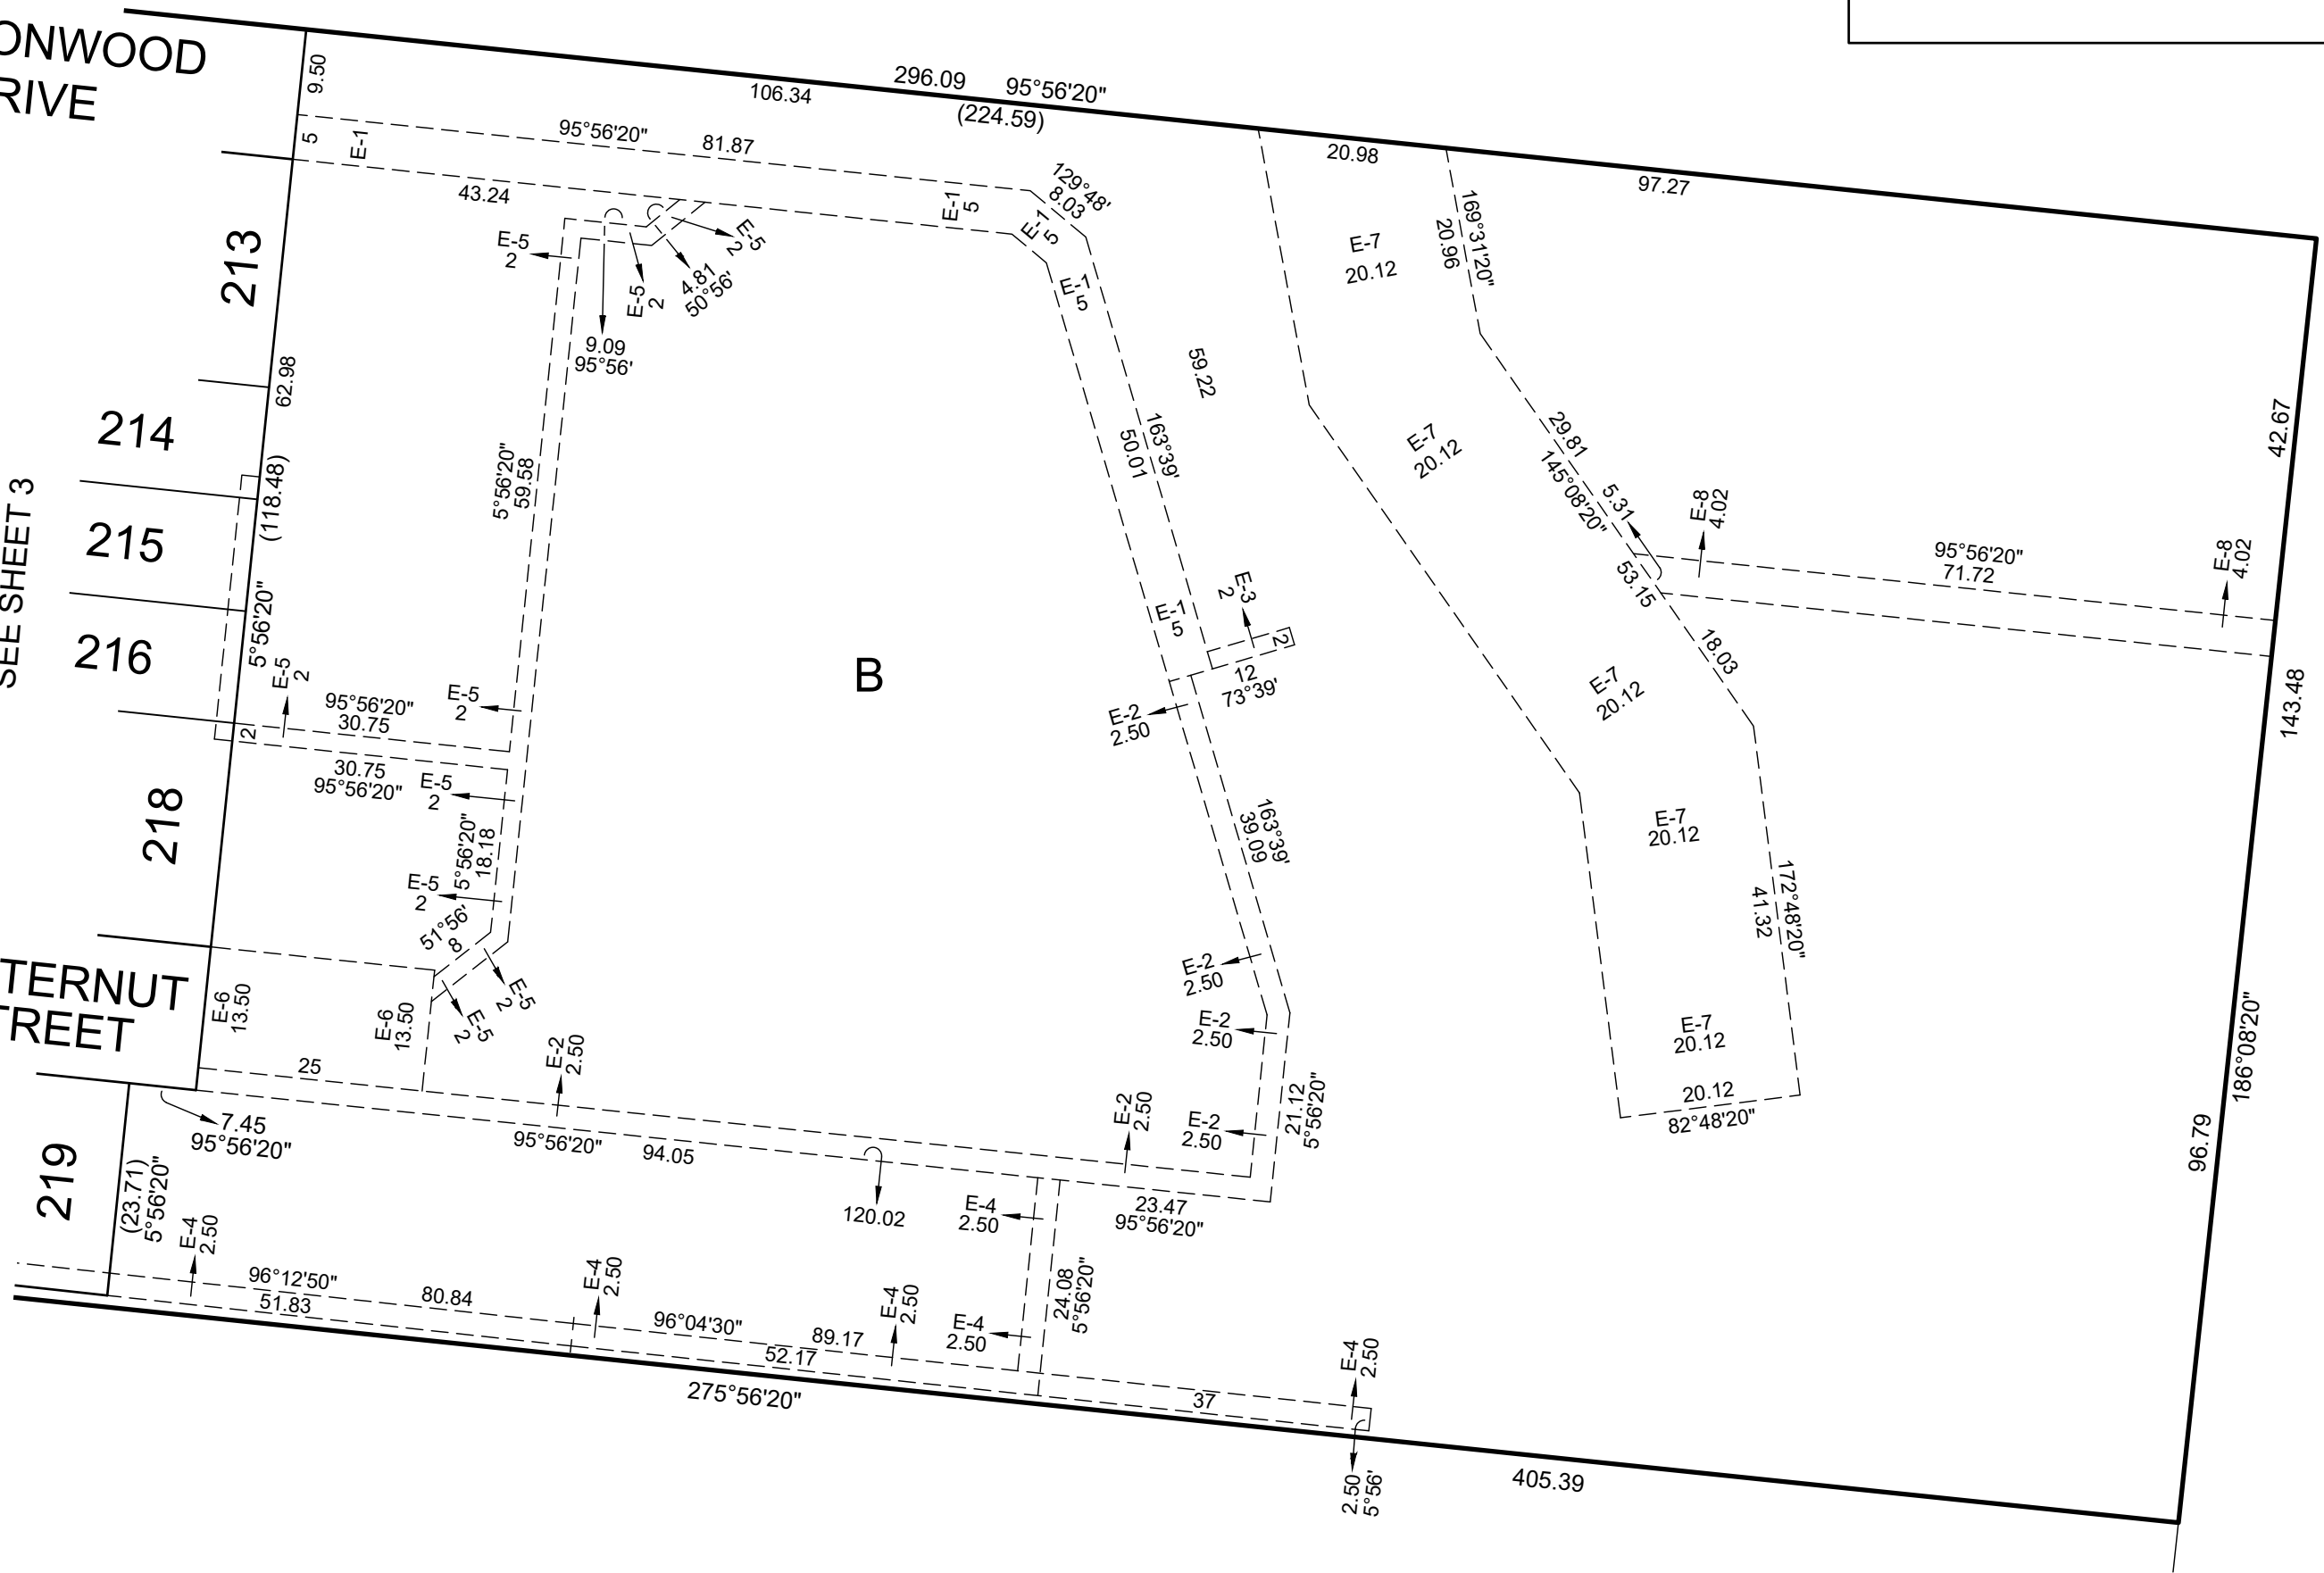 ONWOOD
RIVE
9.50
5
E-1
106.34
296.09
95°56'20"
(224.59)
95°56'20"
81.87
43.24
E-1
5
129°48'
8.03
E-1
5
E-1
5
20.98
97.27
169°31'20"
20.96
E-7
20.12
213
62.98
E-5
2
E-5
2
4.81
50°56'
E-5
2
9.09
95°56'
59.22
163°39'
50.01
E-7
20.12
29.81
145°08'20"
5.31
42.67
214
(118.48)
215
5°56'20"
59.58
SEE SHEET 3
216
5°56'20"
E-5
2
95°56'20"
30.75
E-5
2
B
E-1
5
E-3
2
2
12
73°39'
E-2
2.50
53.15
18.03
E-8
4.02
95°56'20"
71.72
E-8
4.02
143.48
E-7
20.12
2
30.75
95°56'20"
E-5
2
218
5°56'20"
18.18
163°39'
39.09
E-7
20.12
172°48'20"
41.32
E-5
2
51°56'
8
TERNUT
TREET
E-6
13.50
E-6
13.50
E-5
2
E-5
2
E-2
2.50
E-2
2.50
E-2
2.50
E-7
20.12
186°08'20"
25
E-2
2.50
E-2
2.50
21.12
5°56'20"
20.12
82°48'20"
96.79
7.45
95°56'20"
95°56'20"
94.05
120.02
219
(23.71)
5°56'20"
E-4
2.50
E-4
2.50
23.47
95°56'20"
96°12'50"
51.83
80.84
E-4
2.50
96°04'30"
89.17
52.17
E-4
2.50
E-4
2.50
24.08
5°56'20"
275°56'20"
37
E-4
2.50
2.50
5°56'
405.39